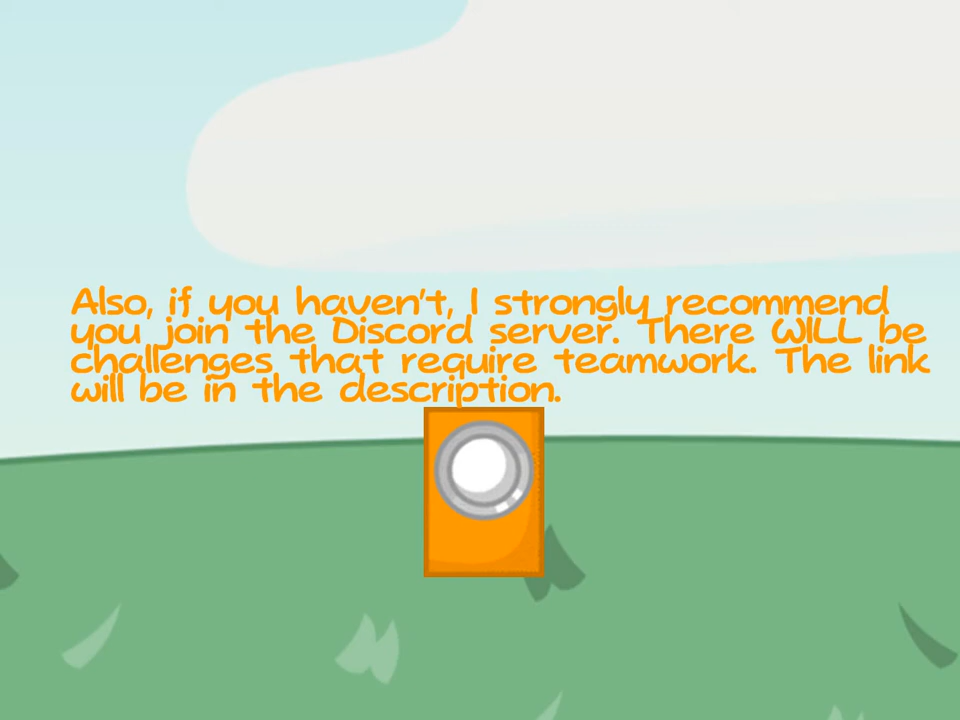 Also, if you haven't, I strongly recommend
you join the Discord server. There WILL be
challenges that require teamwork. The link
will be in the description.